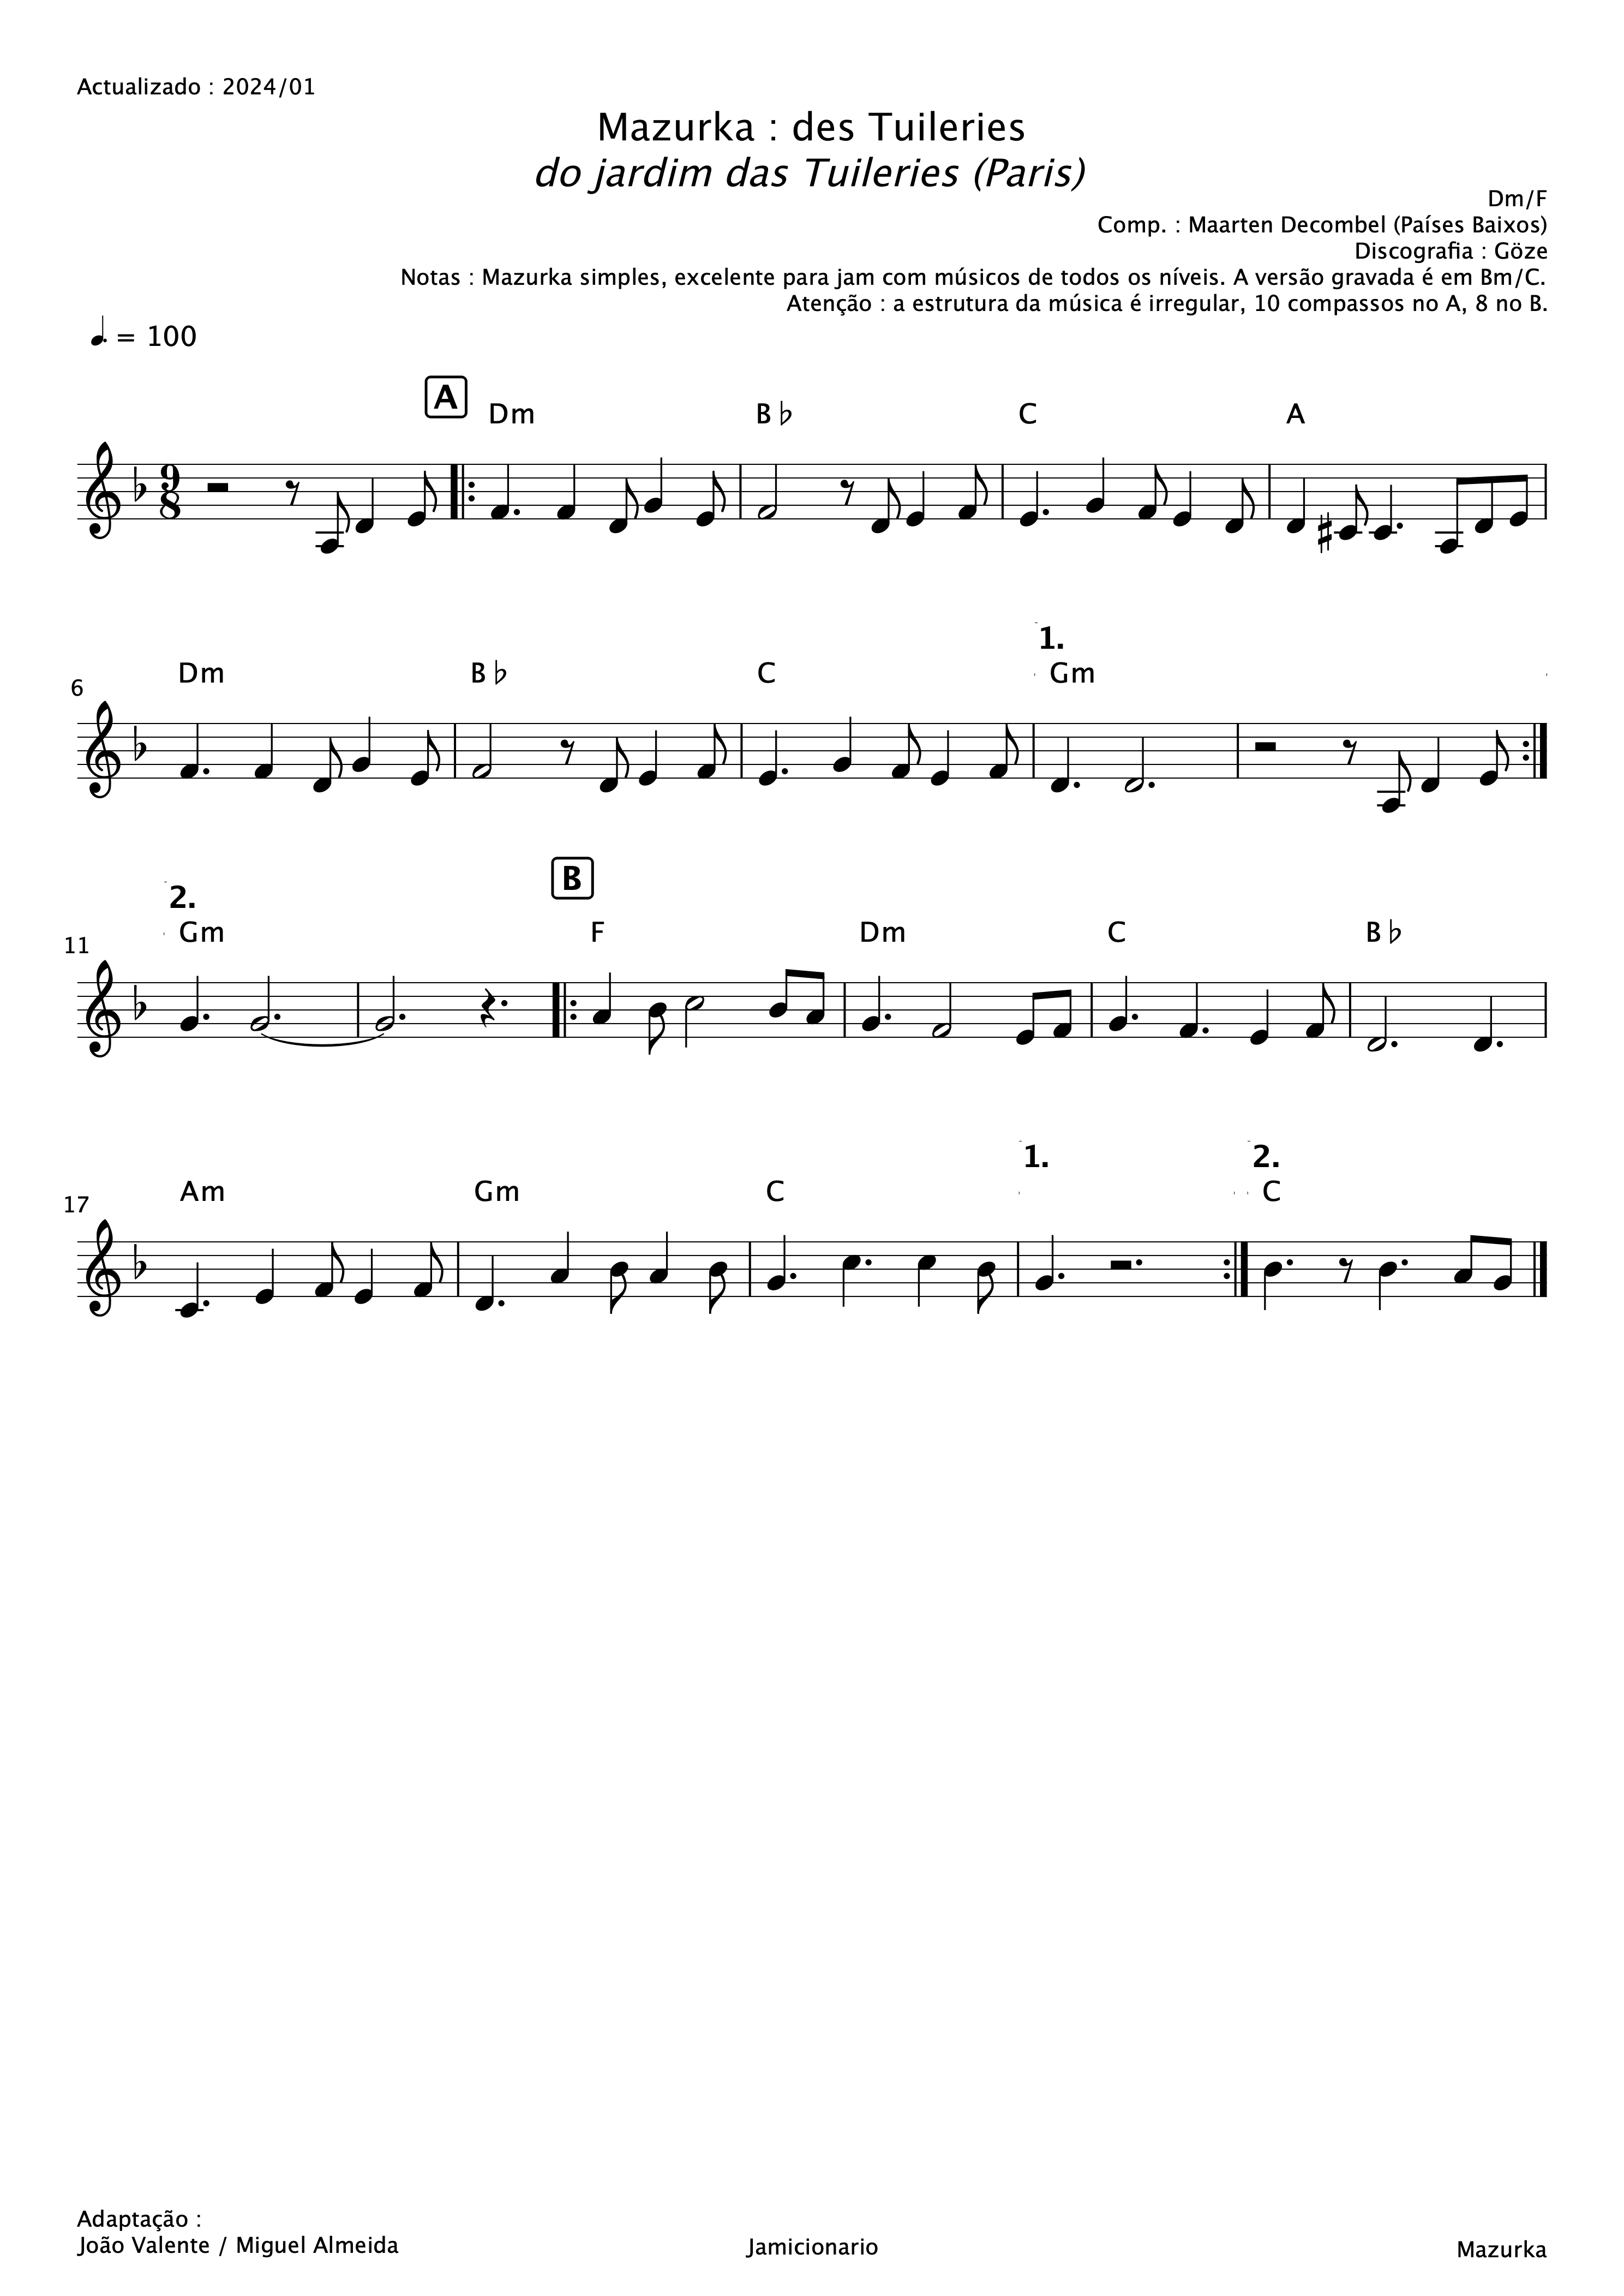 Actualizado : 2024/01
Mazurka : des Tuileries
do jardim das Tuileries (Paris)
Dm/F
Comp. : Maarten Decombel (Países Baixos)
Discografia : Göze
Notas : Mazurka simples, excelente para jam com músicos de todos os níveis. A versão gravada é em Bm/C.
Atenção : a estrutura da música é irregular, 10 compassos no A, 8 no B.
♩. = 100
A
Dm B♭ C A
9
8
1.
6 Dm B♭ C Gm
2. B
11 Gm F Dm C B♭
1. 2.
17 Am Gm C C
Adaptação :
João Valente / Miguel Almeida
Jamicionario
Mazurka